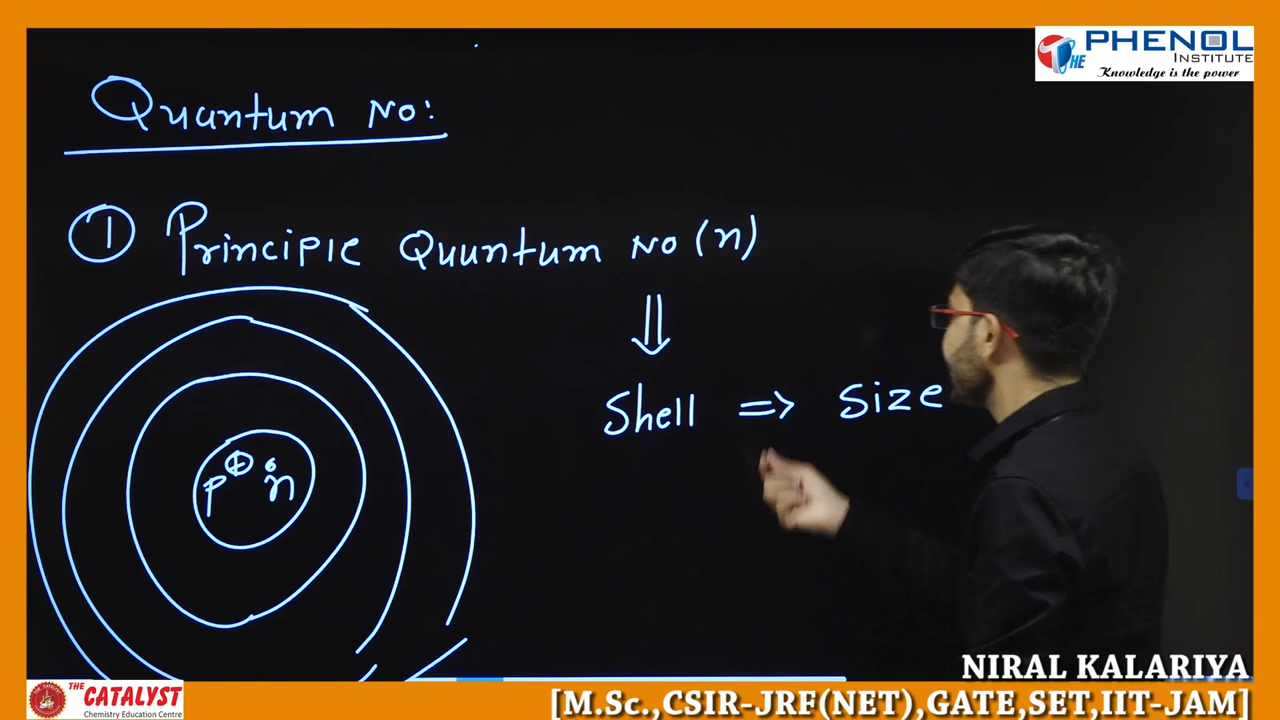 THE PHENOL
INSTITUTE
Knowledge is the power
Quantum No:
① Principle Quantum No (n)
⇓
Shell => Size
p⊕ n°
NIRAL KALARIYA
THE CATALYST
Chemistry Education Centre
[M.Sc.,CSIR-JRF(NET),GATE,SET,IIT-JAM]